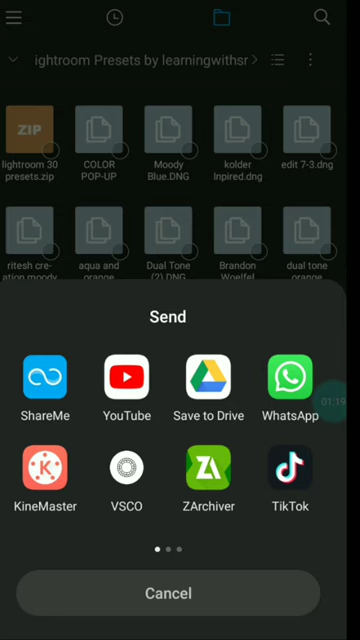 ightroom Presets by learningwithsr
ZIP
lightroom 30
presets.zip
COLOR
POP-UP
Moody
Blue.DNG
kolder
Inpired.dng
edit 7-3.dng
ritesh cre-
ation moody
aqua and
orange
Dual Tone
(2).DNG
Brandon
Woelfel
dual tone
orange
Send
ShareMe
YouTube
Save to Drive
WhatsApp
01:19
KineMaster
VSCO
ZArchiver
TikTok
Cancel